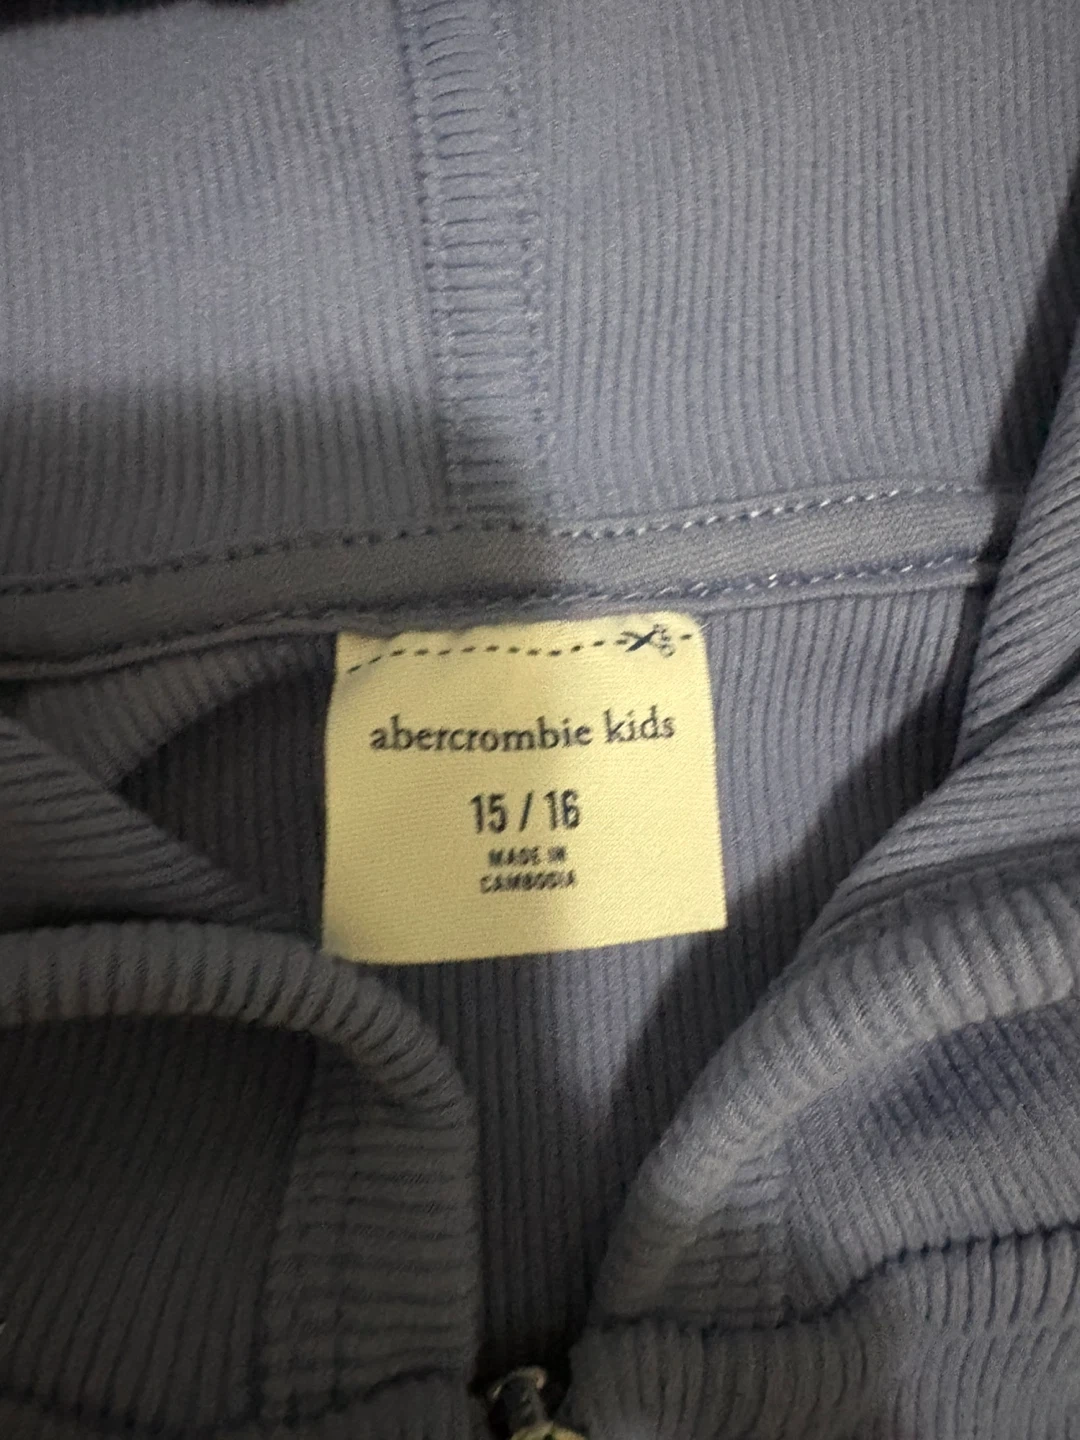 abercrombie kids
15 / 16
MADE IN
CAMBODIA